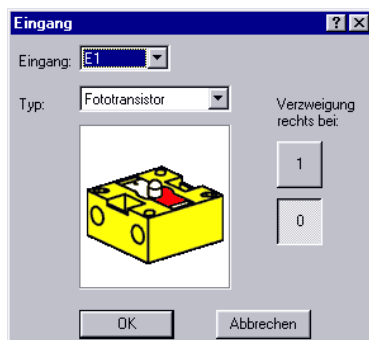 Eingang
Eingang: E1
Typ: Fototransistor
Verzweigung
rechts bei:
1
0
OK Abbrechen